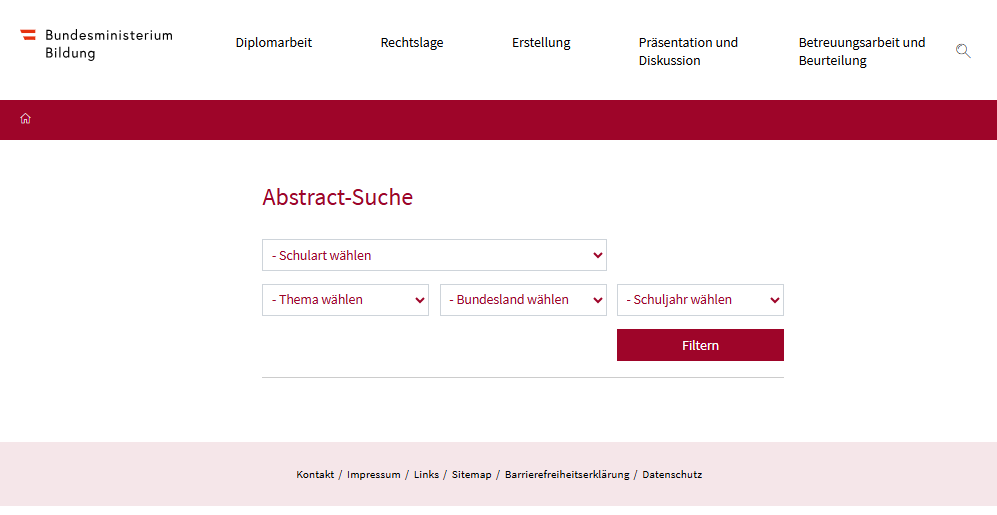 Bundesministerium
Bildung
Diplomarbeit
Rechtslage
Erstellung
Präsentation und
Diskussion
Betreuungsarbeit und
Beurteilung
Abstract-Suche
- Schulart wählen
- Thema wählen
- Bundesland wählen
- Schuljahr wählen
Filtern
Kontakt / Impressum / Links / Sitemap / Barrierefreiheitserklärung / Datenschutz